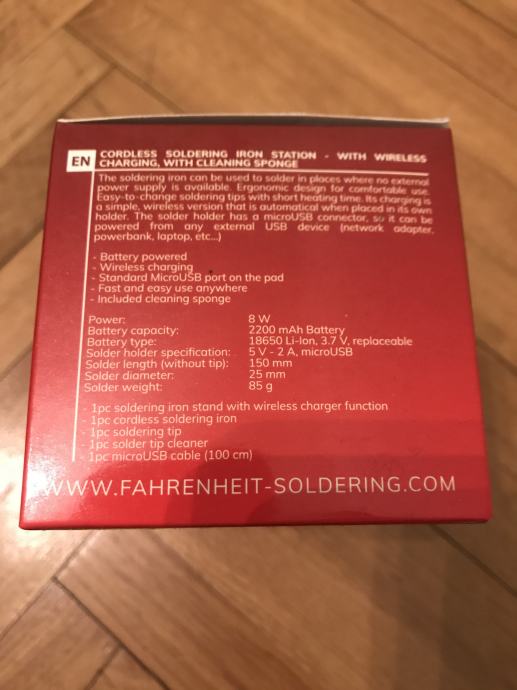 EN
CORDLESS SOLDERING IRON STATION - WITH WIRELESS
CHARGING, WITH CLEANING SPONGE
The soldering iron can be used to solder in places where no external
power supply is available. Ergonomic design for comfortable use.
Easy-to-change soldering tips with short heating time. Its charging is
a simple, wireless version that is automatical when placed in its own
holder. The solder holder has a microUSB connector, so it can be
powered from any external USB device (network adapter,
powerbank, laptop, etc...)
- Battery powered
- Wireless charging
- Standard MicroUSB port on the pad
- Fast and easy use anywhere
- Included cleaning sponge
Power: 8 W
Battery capacity: 2200 mAh Battery
Battery type: 18650 Li-Ion, 3.7 V, replaceable
Solder holder specification: 5 V - 2 A, microUSB
Solder length (without tip): 150 mm
Solder diameter: 25 mm
Solder weight: 85 g
- 1pc soldering iron stand with wireless charger function
- 1pc cordless soldering iron
- 1pc soldering tip
- 1pc solder tip cleaner
- 1pc microUSB cable (100 cm)
WWW.FAHRENHEIT-SOLDERING.COM